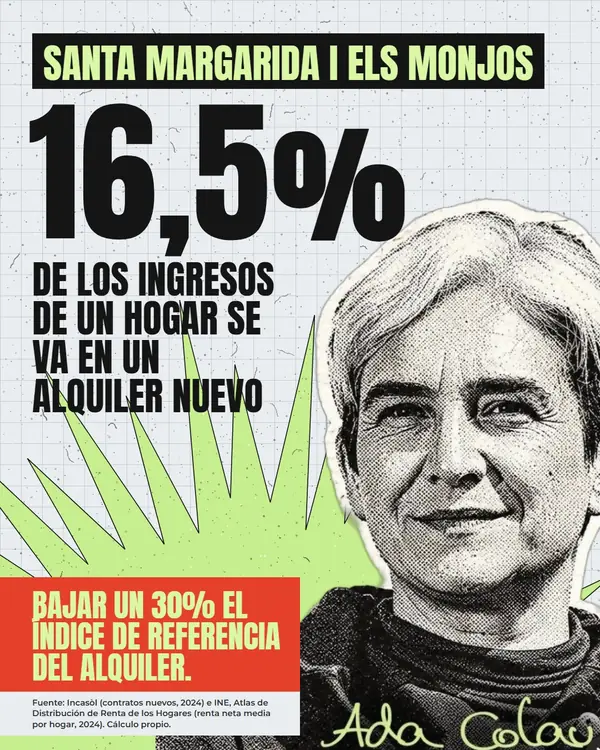 SANTA MARGARIDA I ELS MONJOS
16,5%
DE LOS INGRESOS
DE UN HOGAR SE
VA EN UN
ALQUILER NUEVO
BAJAR UN 30% EL
ÍNDICE DE REFERENCIA
DEL ALQUILER.
Fuente: Incasòl (contratos nuevos, 2024) e INE, Atlas de
Distribución de Renta de los Hogares (renta neta media
por hogar, 2024). Cálculo propio.
Ada Colau